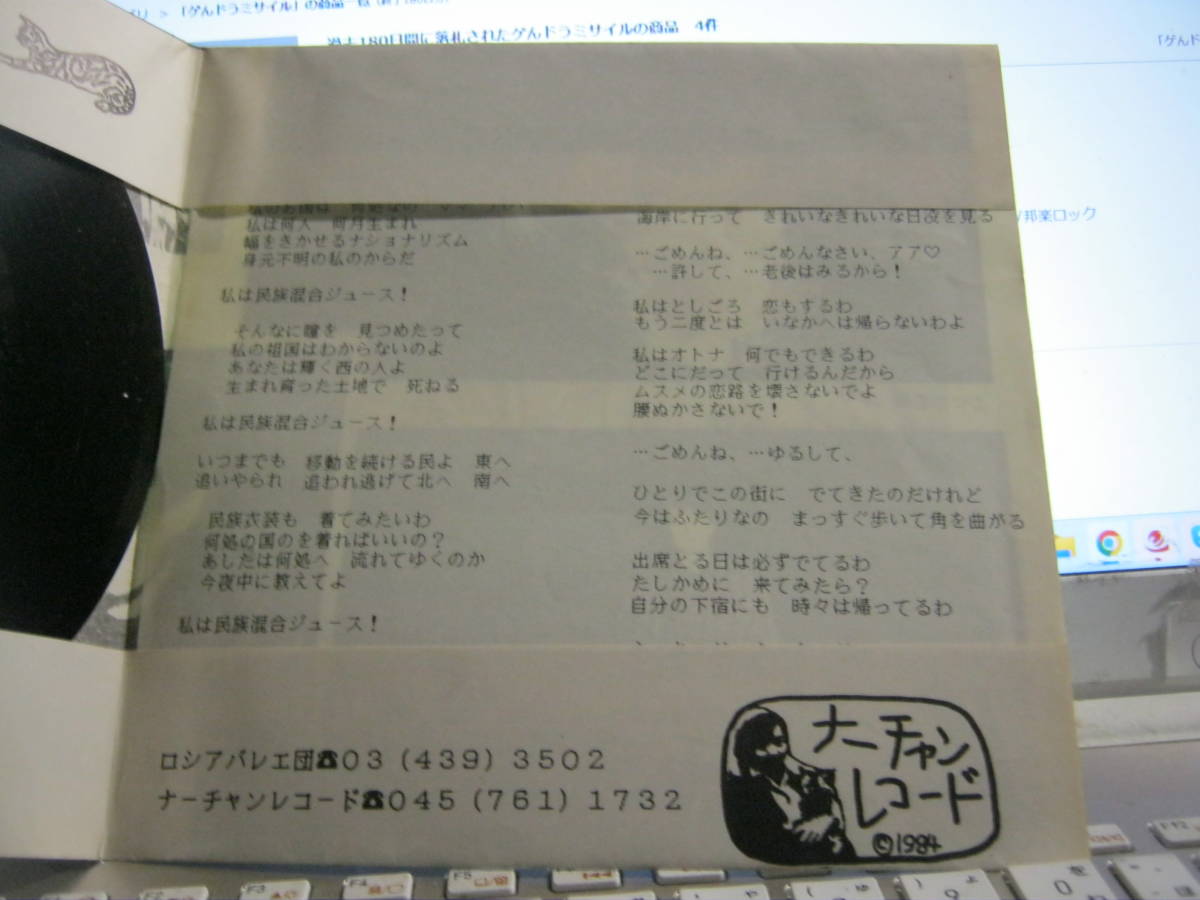 「げんドラミサイル」の商品一覧
過去180日間に落札されたげんドラミサイルの商品　4件
「げんド
/邦楽ロック
私は何人　何月生まれ
幅をきかせるナショナリズム
身元不明の私のからだ
私は民族混合ジュース！
そんなに瞳を　見つめたって
私の祖国はわからないのよ
あなたは輝く西の人よ
生まれ育った土地で　死ねる
私は民族混合ジュース！
いつまでも　移動を続ける民よ　東へ
追いやられ　追われ逃げて北へ　南へ
民族衣装も　着てみたいわ
何処の国のを着ればいいの？
あしたは何処へ　流れてゆくのか
今夜中に教えてよ
私は民族混合ジュース！
海岸に行って　きれいなきれいな日没を見る
…ごめんね、…ごめんなさい、アア♡
…許して、…老後はみるから！
私はとしごろ　恋もするわ
もう二度とは　いなかへは帰らないわよ
私はオトナ　何でもできるわ
どこにだって　行けるんだから
ムスメの恋路を壊さないでよ
腰ぬかさないで！
…ごめんね、…ゆるして、
ひとりでこの街に　でてきたのだけれど
今はふたりなの　まっすぐ歩いて角を曲がる
出席とる日は必ずでてるわ
たしかめに　来てみたら？
自分の下宿にも　時々は帰ってるわ
ロシアバレエ団☎03（439）3502
ナーチャンレコード☎045（761）1732
ナーチャン
レコード
©1984